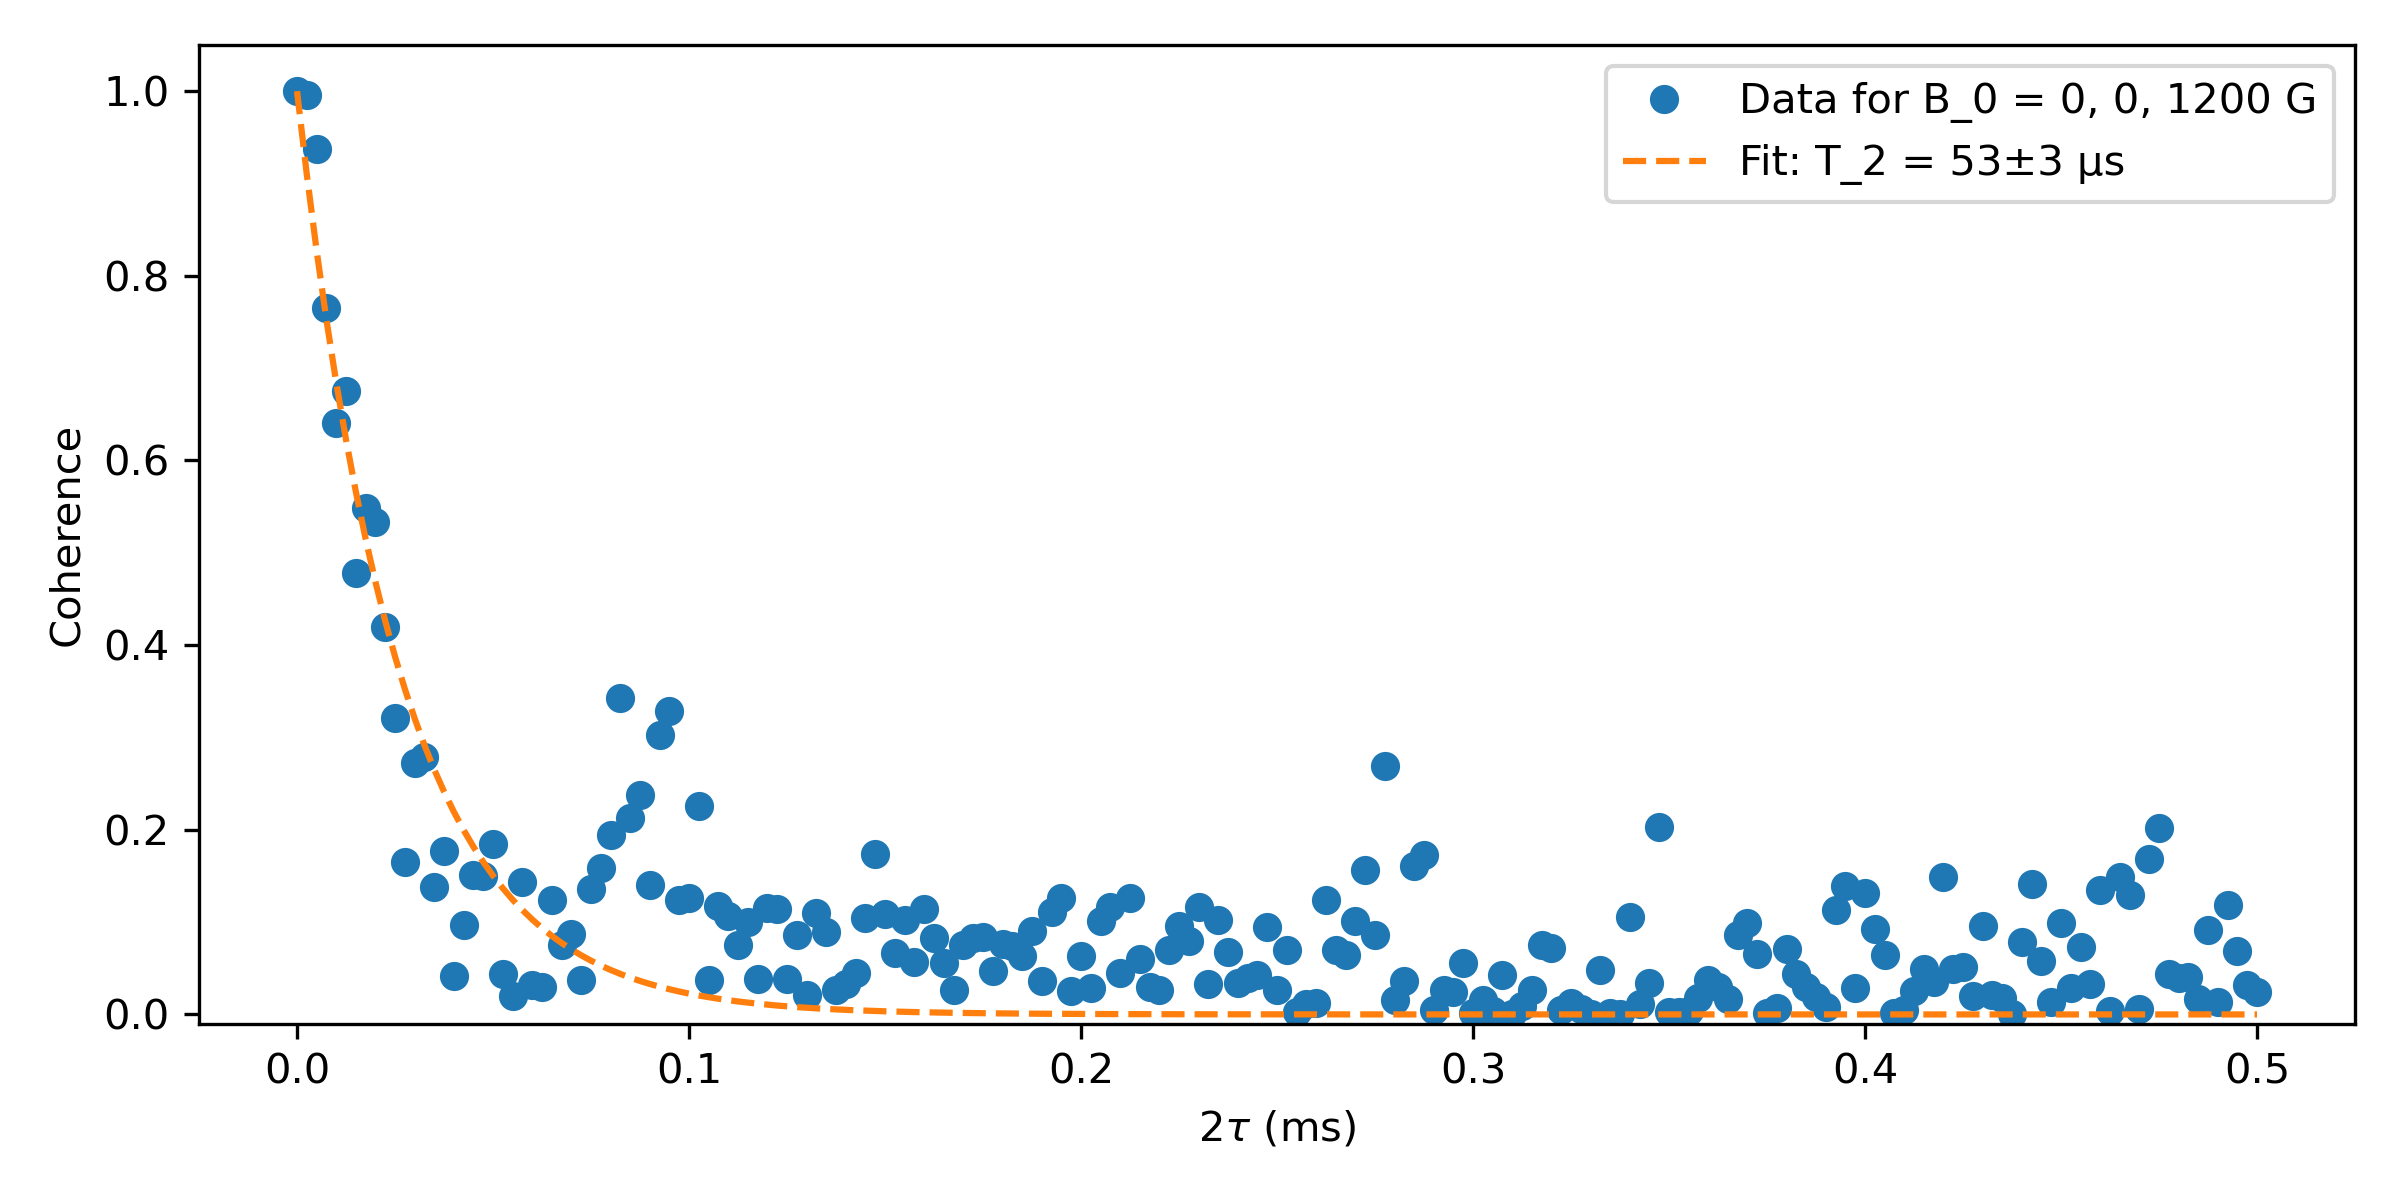 Data for B_0 = 0, 0, 1200 G
Fit: T_2 = 53±3 μs
Coherence
1.0
0.8
0.6
0.4
0.2
0.0
0.0 0.1 0.2 0.3 0.4 0.5
2τ (ms)